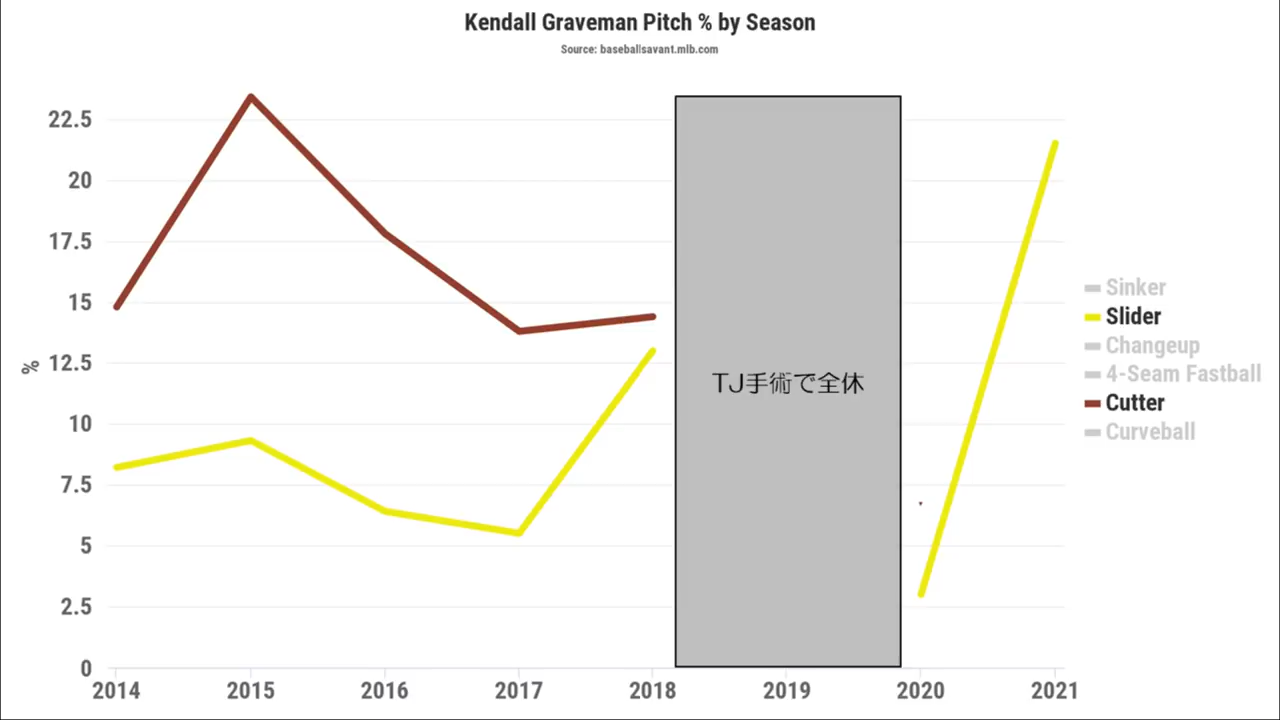 Kendall Graveman Pitch % by Season
Source: baseballsavant.mlb.com
22.5
20
17.5
15
12.5
10
7.5
5
2.5
0
%
TJ手術で全休
Sinker
Slider
Changeup
4-Seam Fastball
Cutter
Curveball
2014 2015 2016 2017 2018 2019 2020 2021